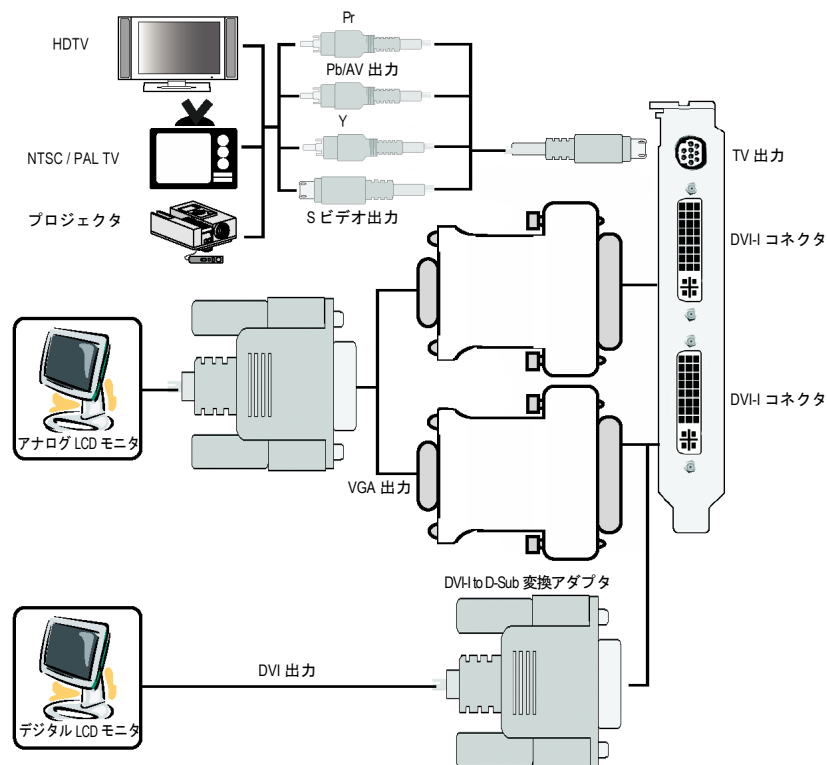 Pr
HDTV
Pb/AV 出力
Y
NTSC / PAL TV
TV 出力
S ビデオ出力
プロジェクタ
DVI-I コネクタ
DVI-I コネクタ
アナログ LCD モニタ
VGA 出力
DVI-I to D-Sub 変換アダプタ
DVI 出力
デジタル LCD モニタ